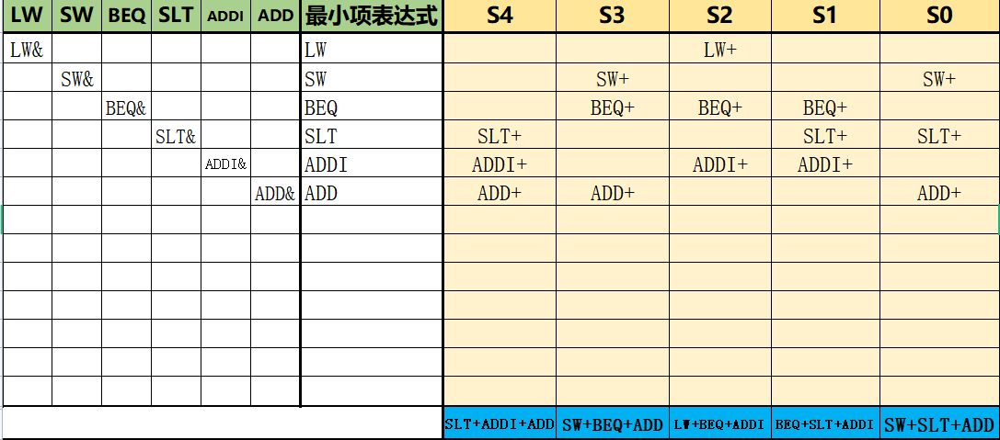 LW SW BEQ SLT ADDI ADD 最小项表达式 S4 S3 S2 S1 S0
LW& LW LW+
SW& SW SW+ SW+
BEQ& BEQ BEQ+ BEQ+ BEQ+
SLT& SLT SLT+ SLT+ SLT+
ADDI& ADDI ADDI+ ADDI+ ADDI+
ADD& ADD ADD+ ADD+ ADD+
SLT+ADDI+ADD SW+BEQ+ADD LW+BEQ+ADDI BEQ+SLT+ADDI SW+SLT+ADD